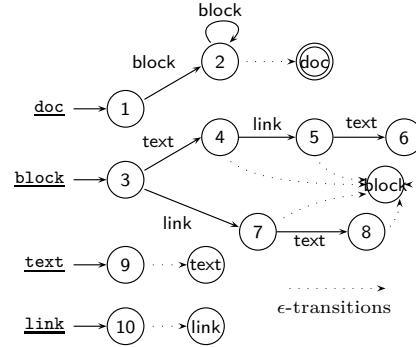 block
block 2 doc
doc 1
text 4 link 5 text 6
block 3 block
link 7 text 8
text 9 text
ϵ-transitions
link 10 link